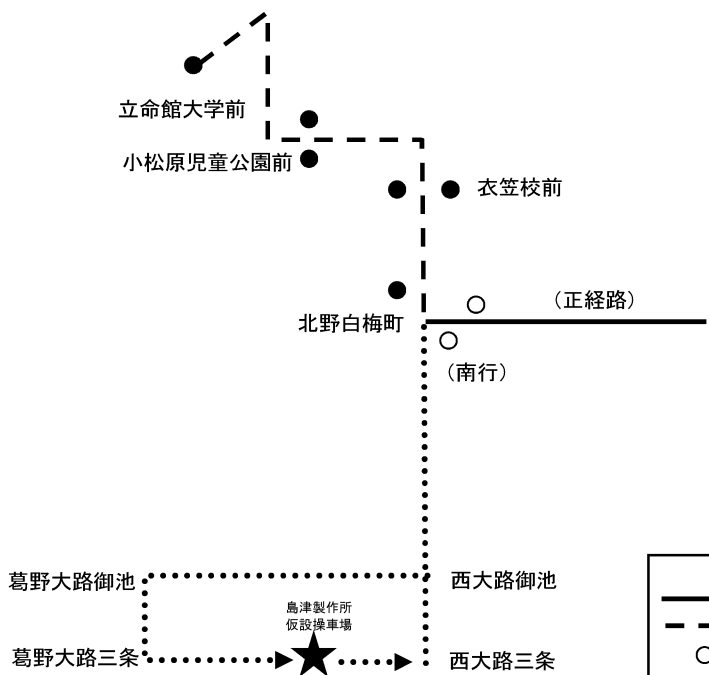 立命館大学前
小松原児童公園前
衣笠校前
（正経路）
北野白梅町
（南行）
葛野大路御池
西大路御池
島津製作所
仮設操車場
葛野大路三条
西大路三条